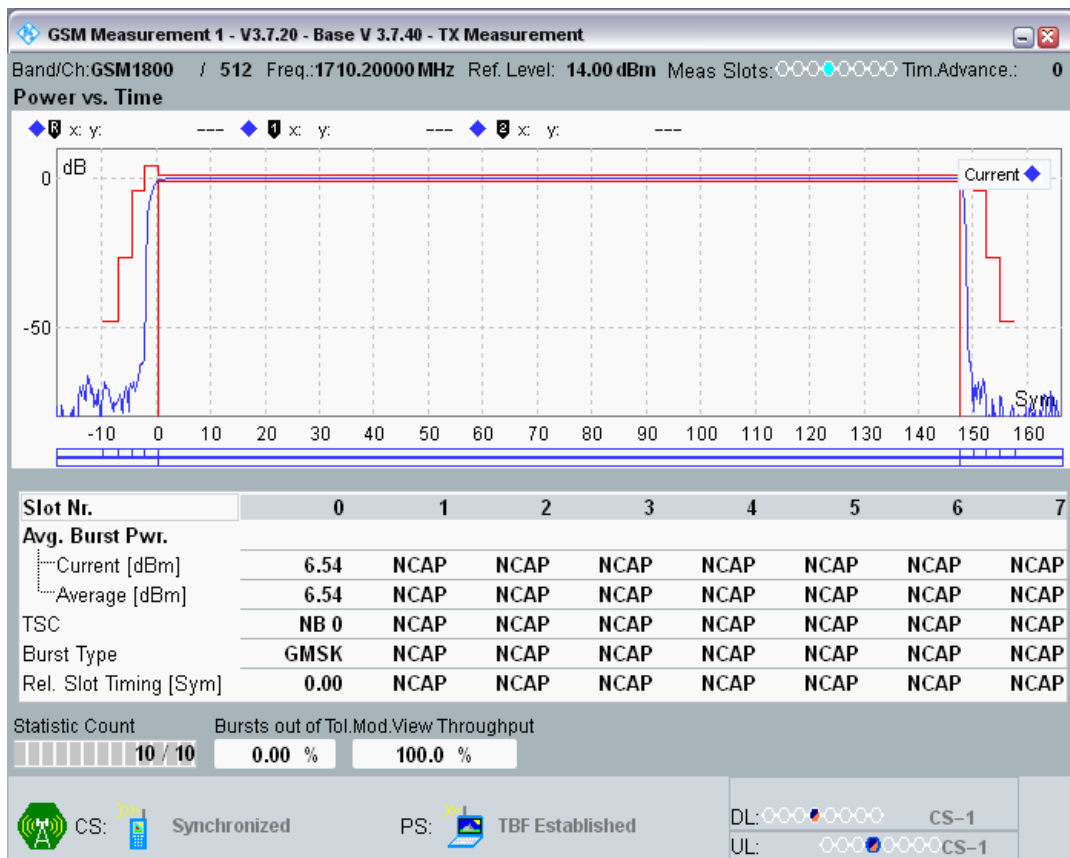 GSM Measurement 1 - V3.7.20 - Base V 3.7.40 - TX Measurement
Band/Ch:GSM1800 / 512 Freq.:1710.20000 MHz Ref. Level: 14.00 dBm Meas Slots: Tim.Advance.: 0
Power vs. Time
R x: y: --- 1 x: y: --- 2 x: y: ---
dB
Current
0
-50
Sym
-10 0 10 20 30 40 50 60 70 80 90 100 110 120 130 140 150 160
Slot Nr. 0 1 2 3 4 5 6 7
Avg. Burst Pwr.
Current [dBm] 6.54 NCAP NCAP NCAP NCAP NCAP NCAP NCAP
Average [dBm] 6.54 NCAP NCAP NCAP NCAP NCAP NCAP NCAP
TSC NB 0 NCAP NCAP NCAP NCAP NCAP NCAP NCAP
Burst Type GMSK NCAP NCAP NCAP NCAP NCAP NCAP NCAP
Rel. Slot Timing [Sym] 0.00 NCAP NCAP NCAP NCAP NCAP NCAP NCAP
Statistic Count Bursts out of Tol. Mod.View Throughput
10 / 10 0.00 % 100.0 %
CS: Synchronized PS: TBF Established
DL: CS-1
UL: CS-1